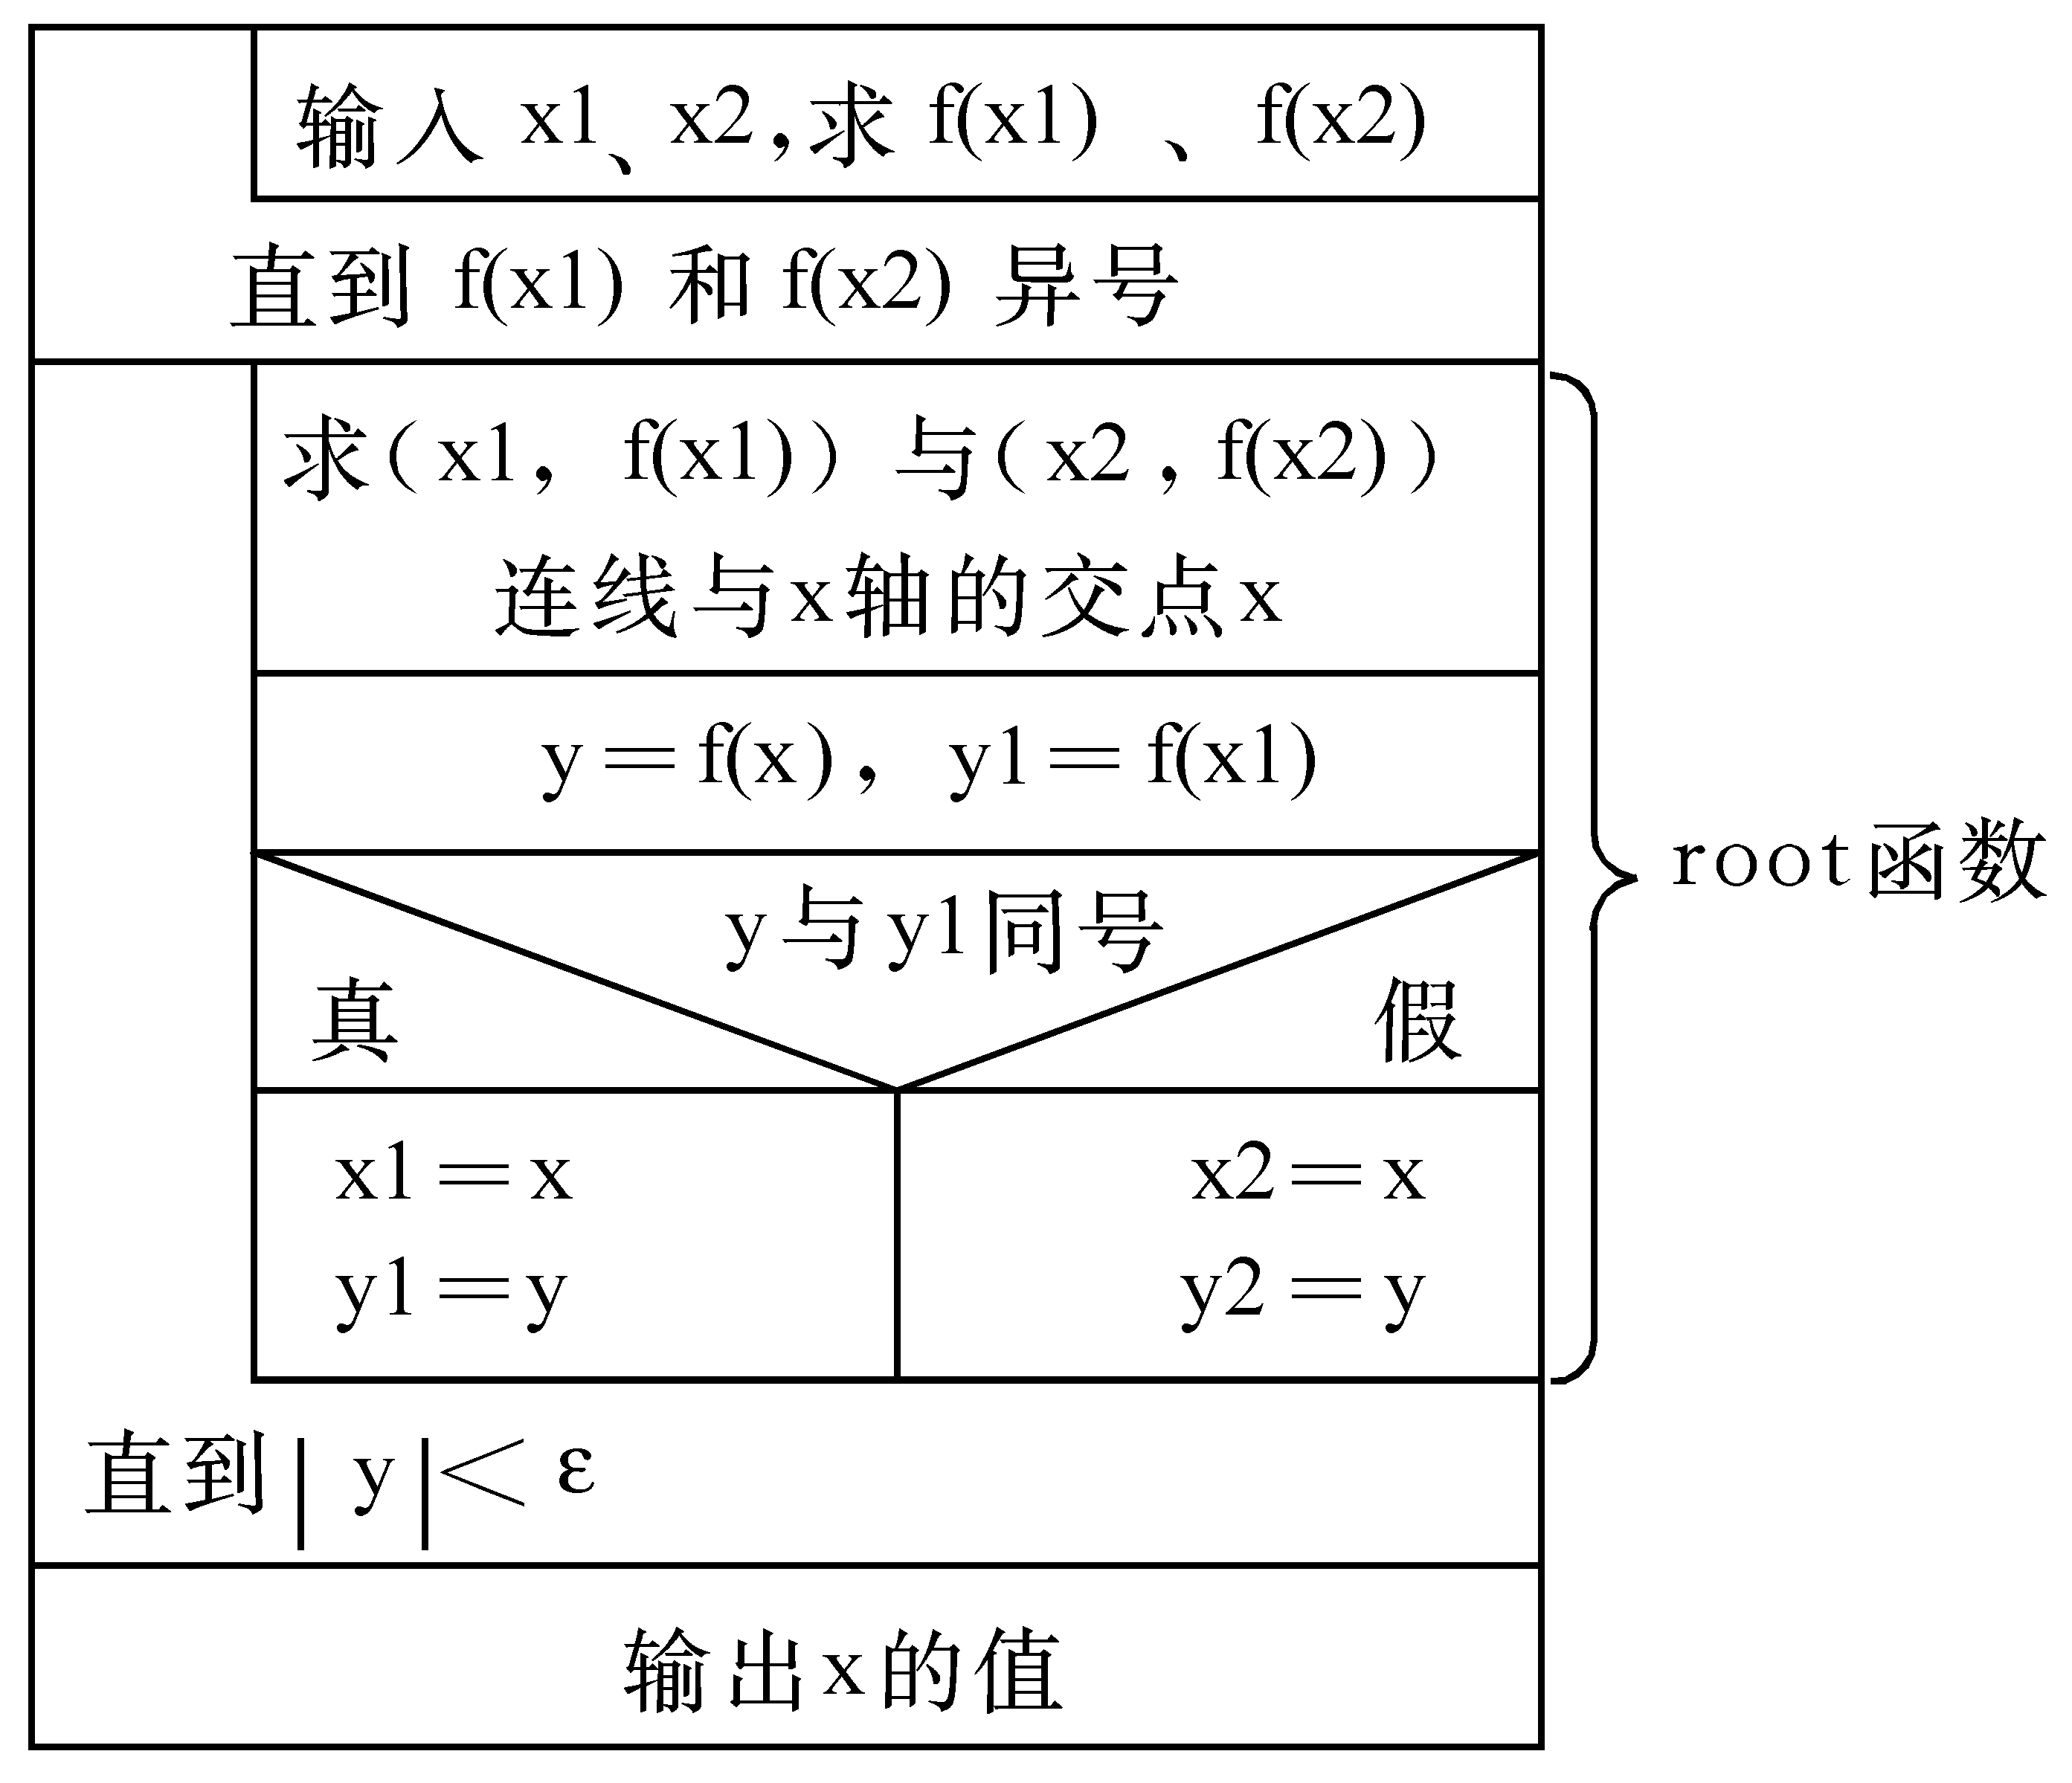 输入 x1、x2,求 f(x1) 、f(x2)
直到 f(x1) 和 f(x2) 异号
求(x1, f(x1)) 与(x2, f(x2))
连线与x轴的交点x
y=f(x), y1=f(x1)
y与y1同号
root函数
真
假
x1=x
x2=x
y1=y
y2=y
直到| y|< ε
输出x的值